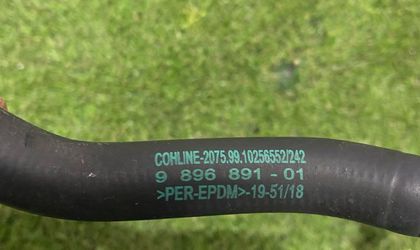 COHLINE-2075.99.10256552/242
9 896 891-01
>PER-EPDM>-19-51/18